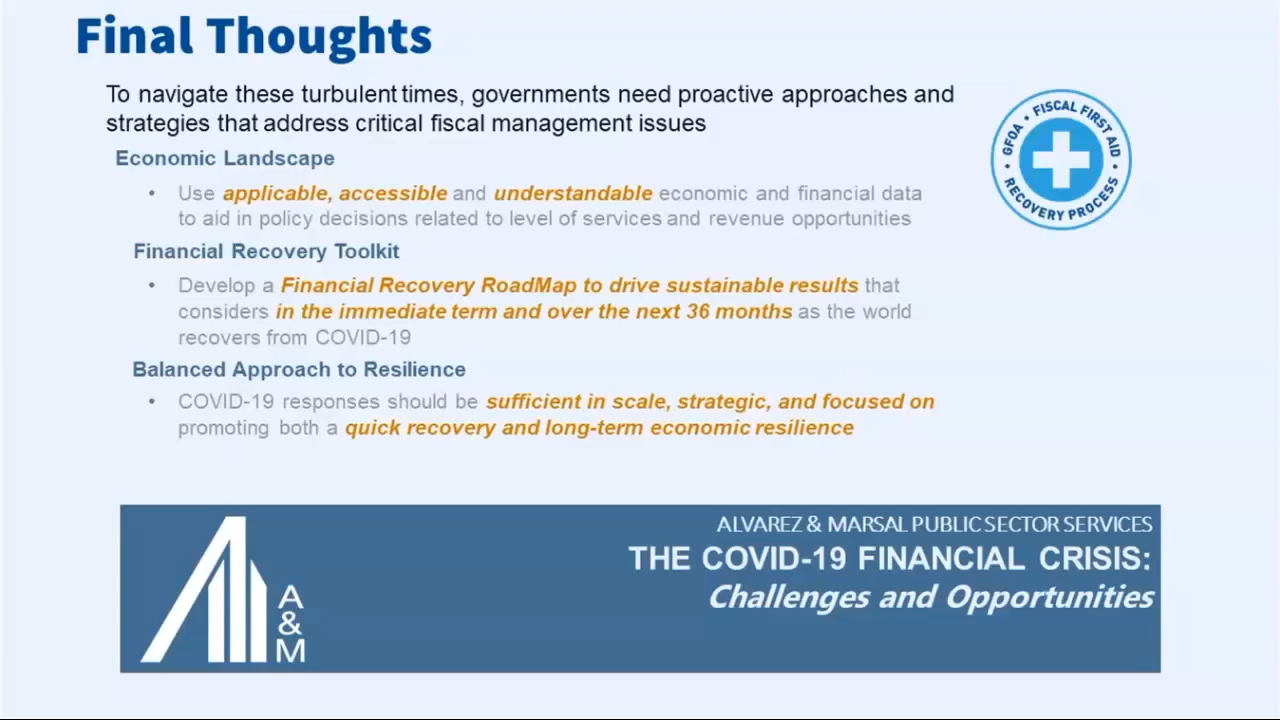 Final Thoughts
To navigate these turbulent times, governments need proactive approaches and
strategies that address critical fiscal management issues
Economic Landscape
• Use applicable, accessible and understandable economic and financial data
to aid in policy decisions related to level of services and revenue opportunities
Financial Recovery Toolkit
• Develop a Financial Recovery RoadMap to drive sustainable results that
considers in the immediate term and over the next 36 months as the world
recovers from COVID-19
Balanced Approach to Resilience
• COVID-19 responses should be sufficient in scale, strategic, and focused on
promoting both a quick recovery and long-term economic resilience
GFOA • FISCAL FIRST AID •
RECOVERY PROCESS •
A
&
M
ALVAREZ & MARSAL PUBLIC SECTOR SERVICES
THE COVID-19 FINANCIAL CRISIS:
Challenges and Opportunities